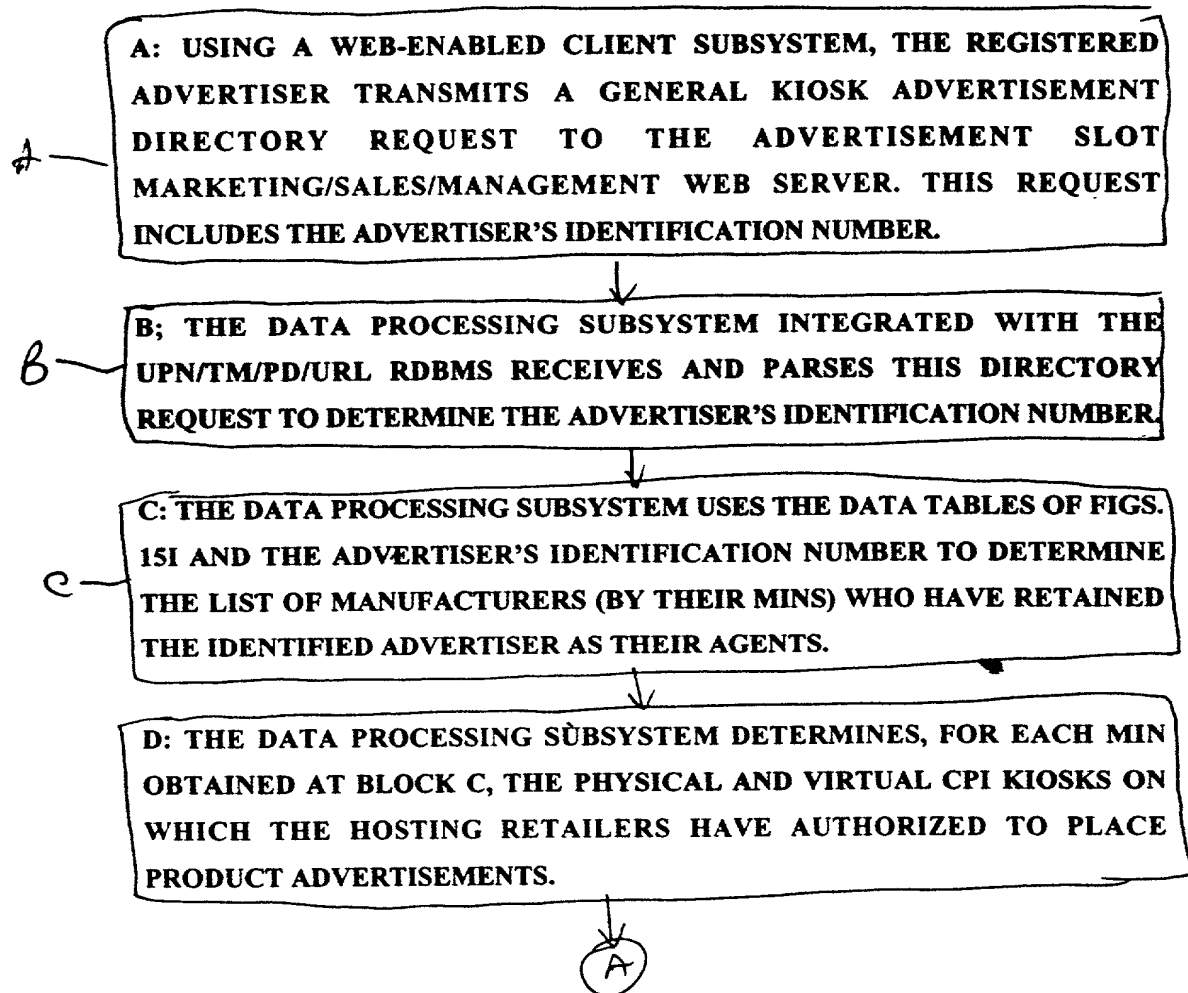 A: USING A WEB-ENABLED CLIENT SUBSYSTEM, THE REGISTERED
ADVERTISER TRANSMITS A GENERAL KIOSK ADVERTISEMENT
DIRECTORY REQUEST TO THE ADVERTISEMENT SLOT
MARKETING/SALES/MANAGEMENT WEB SERVER. THIS REQUEST
INCLUDES THE ADVERTISER'S IDENTIFICATION NUMBER.
A
B; THE DATA PROCESSING SUBSYSTEM INTEGRATED WITH THE
UPN/TM/PD/URL RDBMS RECEIVES AND PARSES THIS DIRECTORY
REQUEST TO DETERMINE THE ADVERTISER'S IDENTIFICATION NUMBER.
B
C: THE DATA PROCESSING SUBSYSTEM USES THE DATA TABLES OF FIGS.
15I AND THE ADVERTISER'S IDENTIFICATION NUMBER TO DETERMINE
THE LIST OF MANUFACTURERS (BY THEIR MINS) WHO HAVE RETAINED
THE IDENTIFIED ADVERTISER AS THEIR AGENTS.
C
D: THE DATA PROCESSING SUBSYSTEM DETERMINES, FOR EACH MIN
OBTAINED AT BLOCK C, THE PHYSICAL AND VIRTUAL CPI KIOSKS ON
WHICH THE HOSTING RETAILERS HAVE AUTHORIZED TO PLACE
PRODUCT ADVERTISEMENTS.
A